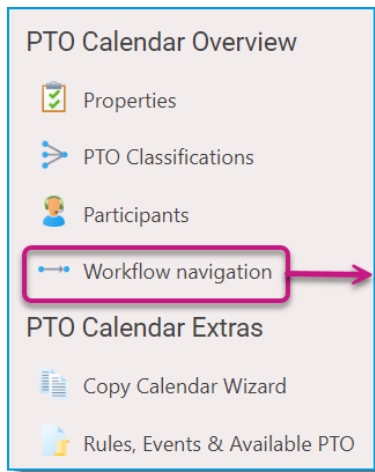 PTO Calendar Overview
Properties
PTO Classifications
Participants
Workflow navigation
PTO Calendar Extras
Copy Calendar Wizard
Rules, Events & Available PTO